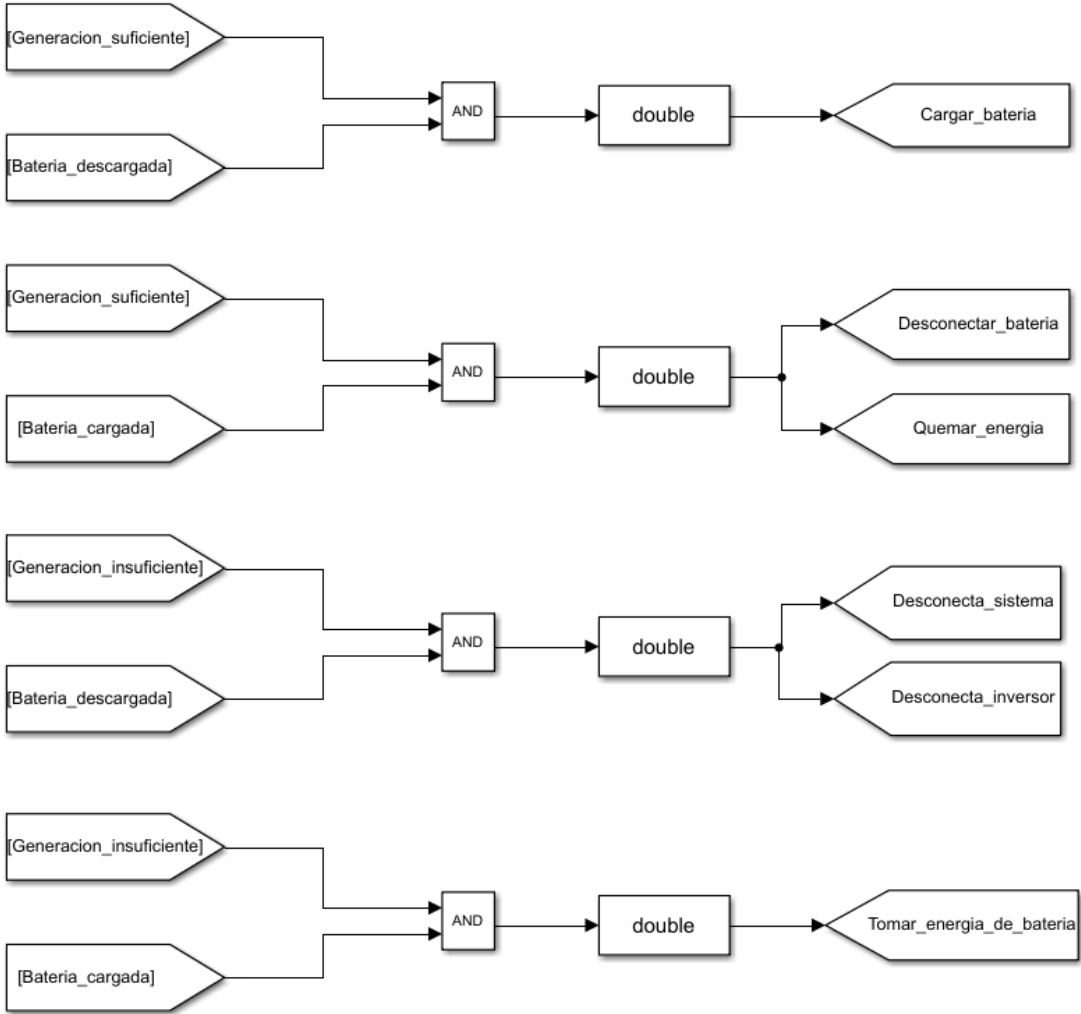 [Generacion_suficiente]
[Bateria_descargada]
AND
double
Cargar_bateria
[Generacion_suficiente]
[Bateria_cargada]
AND
double
Desconectar_bateria
Quemar_energia
[Generacion_insuficiente]
[Bateria_descargada]
AND
double
Desconecta_sistema
Desconecta_inversor
[Generacion_insuficiente]
[Bateria_cargada]
AND
double
Tomar_energia_de_bateria